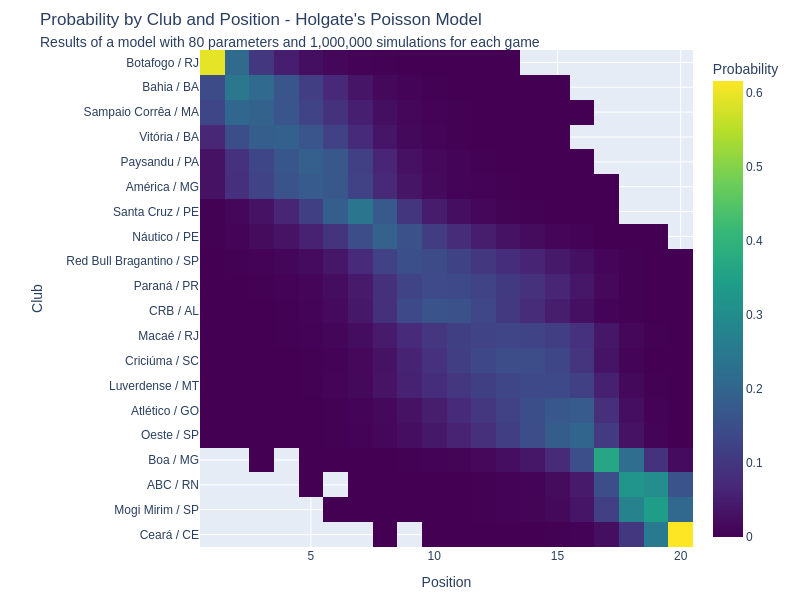 Probability by Club and Position - Holgate's Poisson Model
Results of a model with 80 parameters and 1,000,000 simulations for each game
Probability
Club
Botafogo / RJ
Bahia / BA
Sampaio Corrêa / MA
Vitória / BA
Paysandu / PA
América / MG
Santa Cruz / PE
Náutico / PE
Red Bull Bragantino / SP
Paraná / PR
CRB / AL
Macaé / RJ
Criciúma / SC
Luverdense / MT
Atlético / GO
Oeste / SP
Boa / MG
ABC / RN
Mogi Mirim / SP
Ceará / CE
0.6
0.5
0.4
0.3
0.2
0.1
0
5 10 15 20
Position